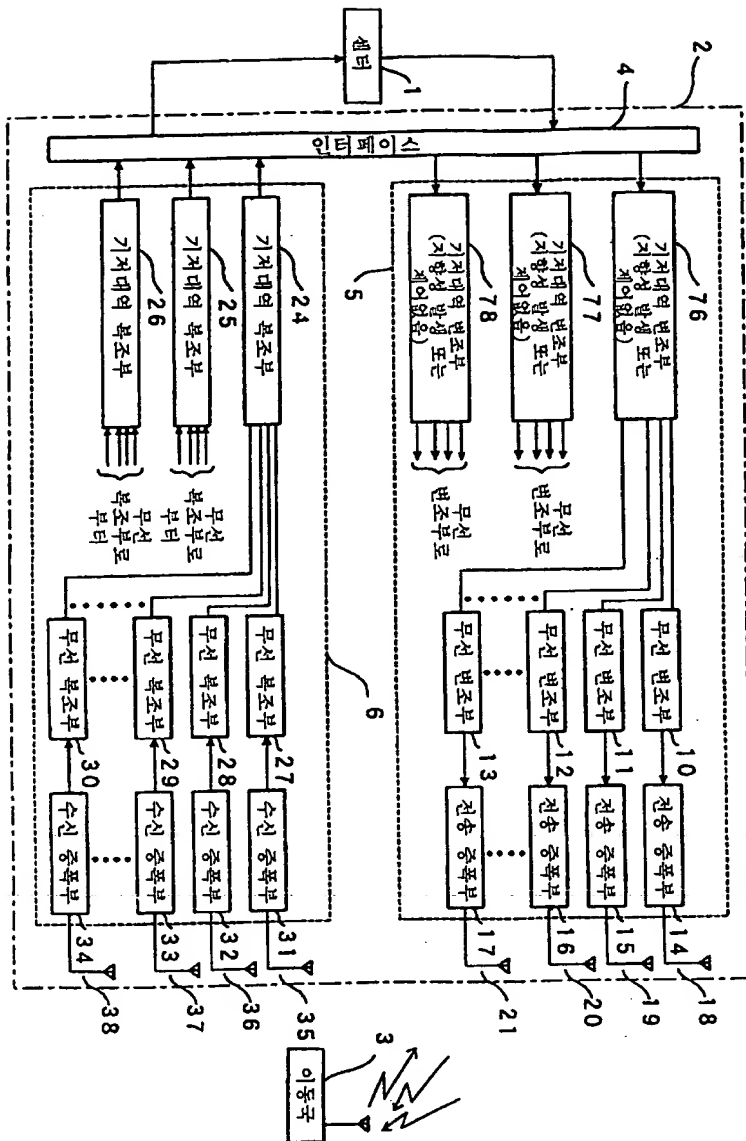 2
4
센터
1
인터페이스
5
76
기저대역 변조부
(지향성 발생 또는
제어없음)
77
기저대역 변조부
(지향성 발생 또는
제어없음)
78
기저대역 변조부
(지향성 발생 또는
제어없음)
무선
변조부로
무선
변조부로
무선 변조부
10
무선 변조부
11
무선 변조부
12
무선 변조부
13
전송 증폭부
14
전송 증폭부
15
전송 증폭부
16
전송 증폭부
17
18
19
20
21
6
24
기저대역 복조부
25
기저대역 복조부
26
기저대역 복조부
무선
복조부로
부터
무선
복조부로
부터
무선 복조부
27
무선 복조부
28
무선 복조부
29
무선 복조부
30
수신 증폭부
31
수신 증폭부
32
수신 증폭부
33
수신 증폭부
34
35
36
37
38
3
이동국